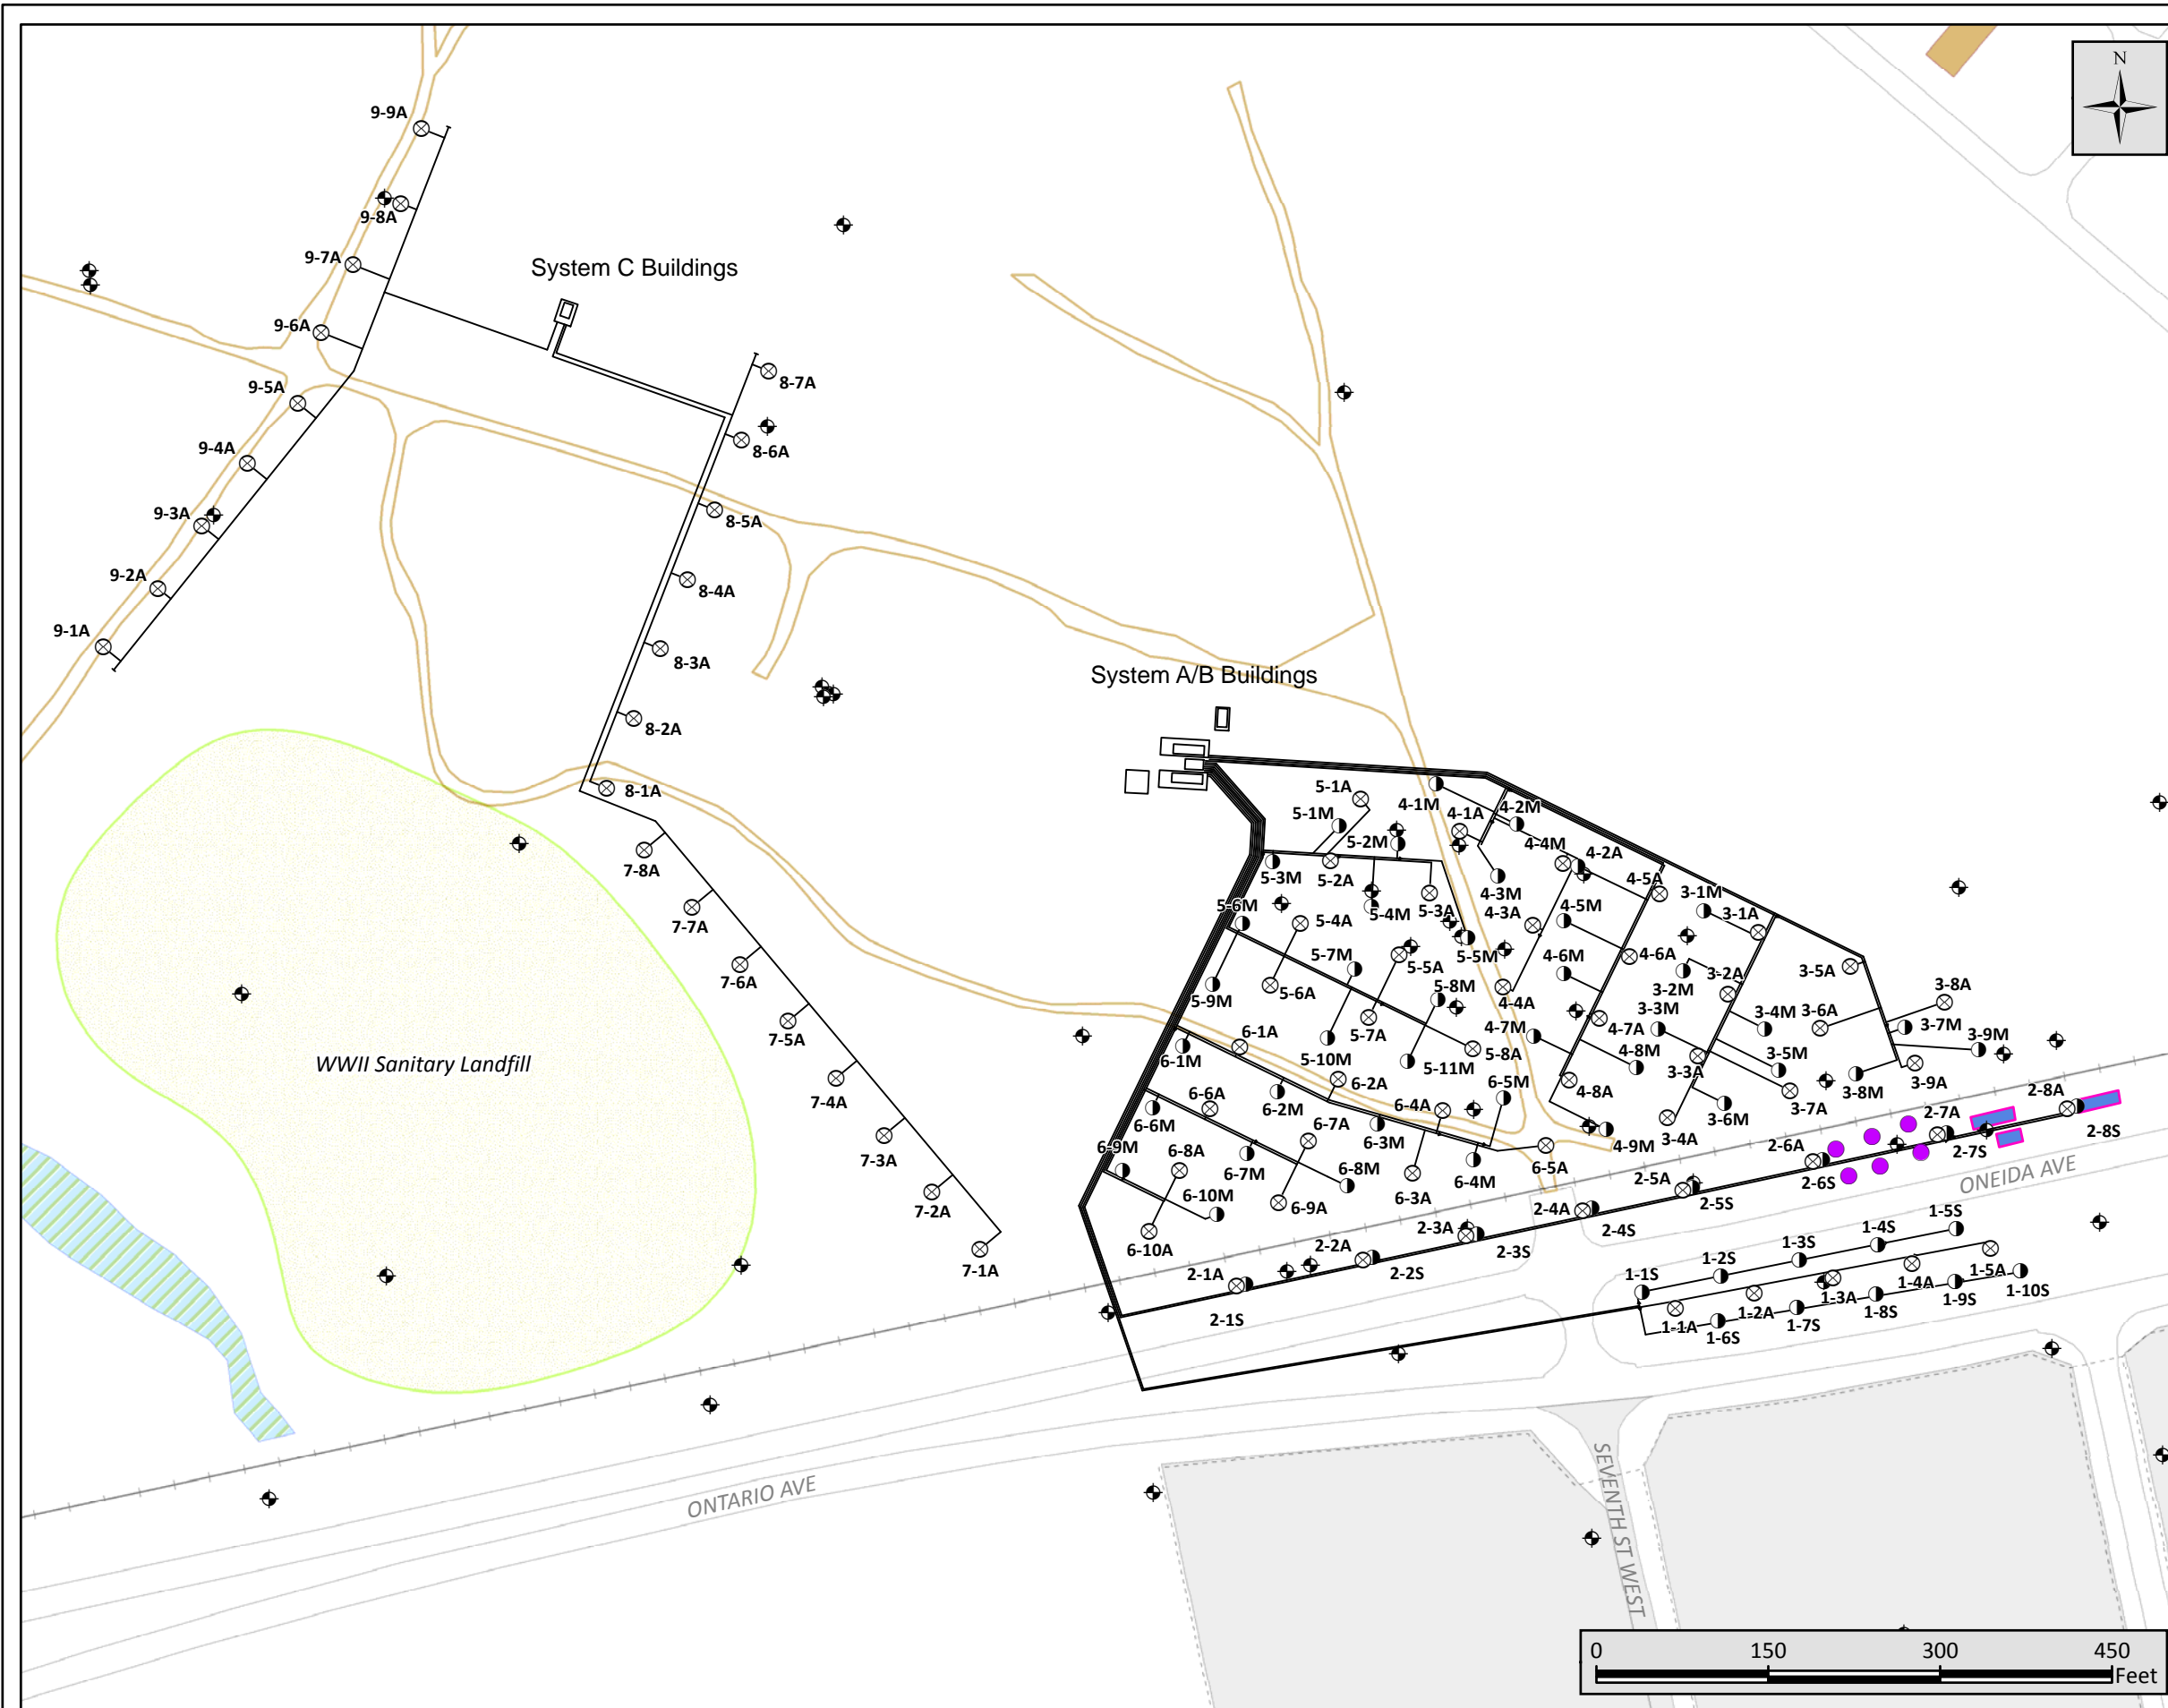 N
9-9A
9-8A
9-7A
System C Buildings
9-6A
8-7A
9-5A
9-4A
8-6A
9-3A
8-5A
9-2A
8-4A
9-1A
8-3A
System A/B Buildings
8-2A
8-1A
5-1A
5-1M
4-1M
4-1A
4-2M
5-2M
4-4M
4-2A
7-8A
5-3M
5-2A
4-5A
4-3M
3-1M
5-6M
5-4M
5-3A
4-5M
3-1A
7-7A
5-4A
4-3A
5-7M
5-5A
5-5M
4-6M
4-6A
3-2A
3-5A
7-6A
5-9M
5-6A
5-8M
4-4A
3-2M
3-8A
3-3M
3-4M
3-6A
7-5A
6-1A
5-7A
4-7M
4-7A
3-7M
3-9M
WWII Sanitary Landfill
6-1M
5-10M
5-11M
5-8A
4-8M
3-5M
7-4A
6-6A
6-2A
6-5M
4-8A
3-3A
3-7A
3-8M
3-9A
6-6M
6-2M
6-7A
6-4A
3-6M
2-8A
7-3A
6-9M
6-8A
6-3M
3-4A
2-7A
2-8S
6-7M
6-8M
6-4M
6-5A
4-9M
2-6A
2-7S
7-2A
6-10M
6-9A
6-3A
2-5A
2-6S
ONEIDA AVE
2-4A
2-5S
6-10A
2-3A
2-4S
1-5S
1-4S
7-1A
2-2A
2-3S
1-3S
2-1A
2-2S
1-2S
1-1S
1-5A
1-4A
1-10S
1-3A
1-9S
2-1S
1-2A
1-8S
1-1A
1-7S
1-6S
ONTARIO AVE
SEVENTH ST WEST
0 150 300 450
Feet